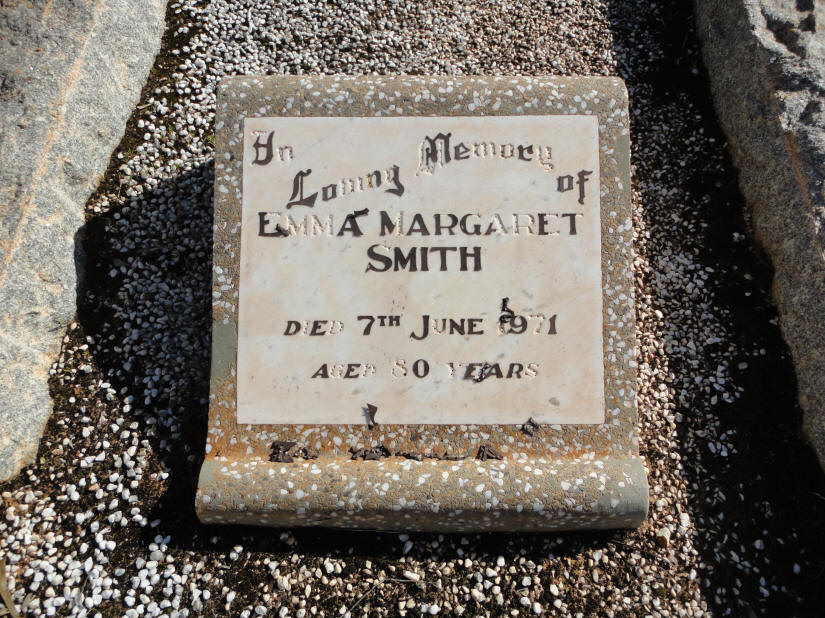 In
Loving Memory
of
EMMA MARGARET
SMITH
DIED 7TH JUNE 1971
AGED 80 YEARS